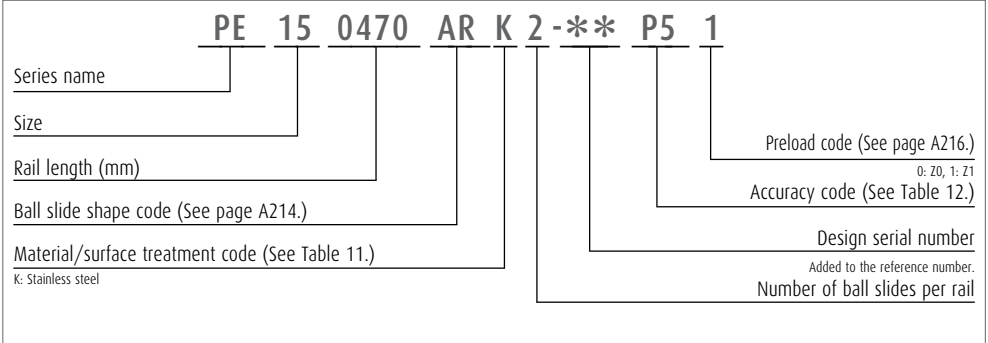 PE 15 0470 AR K 2 -** P5 1
Series name
Size
Rail length (mm)
Ball slide shape code (See page A214.)
Material/surface treatment code (See Table 11.)
K: Stainless steel
Preload code (See page A216.)
0: Z0, 1: Z1
Accuracy code (See Table 12.)
Design serial number
Added to the reference number.
Number of ball slides per rail